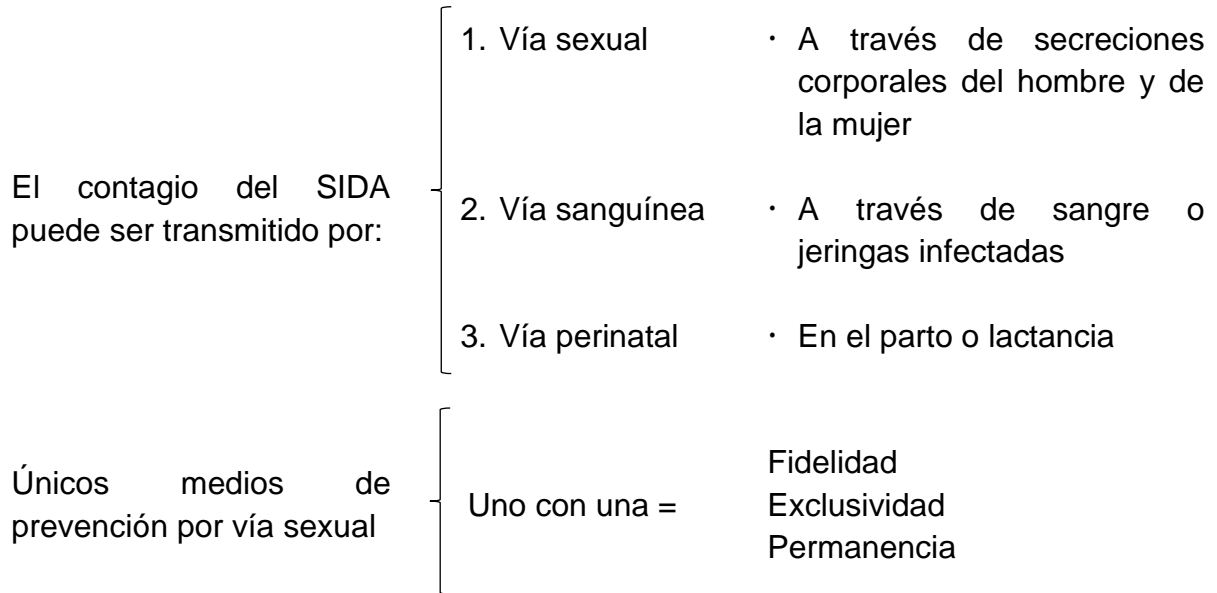 El contagio del SIDA
puede ser transmitido por:
1. Vía sexual
· A través de secreciones
corporales del hombre y de
la mujer
2. Vía sanguínea
· A través de sangre o
jeringas infectadas
3. Vía perinatal
· En el parto o lactancia
Únicos medios de
prevención por vía sexual
Uno con una =
Fidelidad
Exclusividad
Permanencia